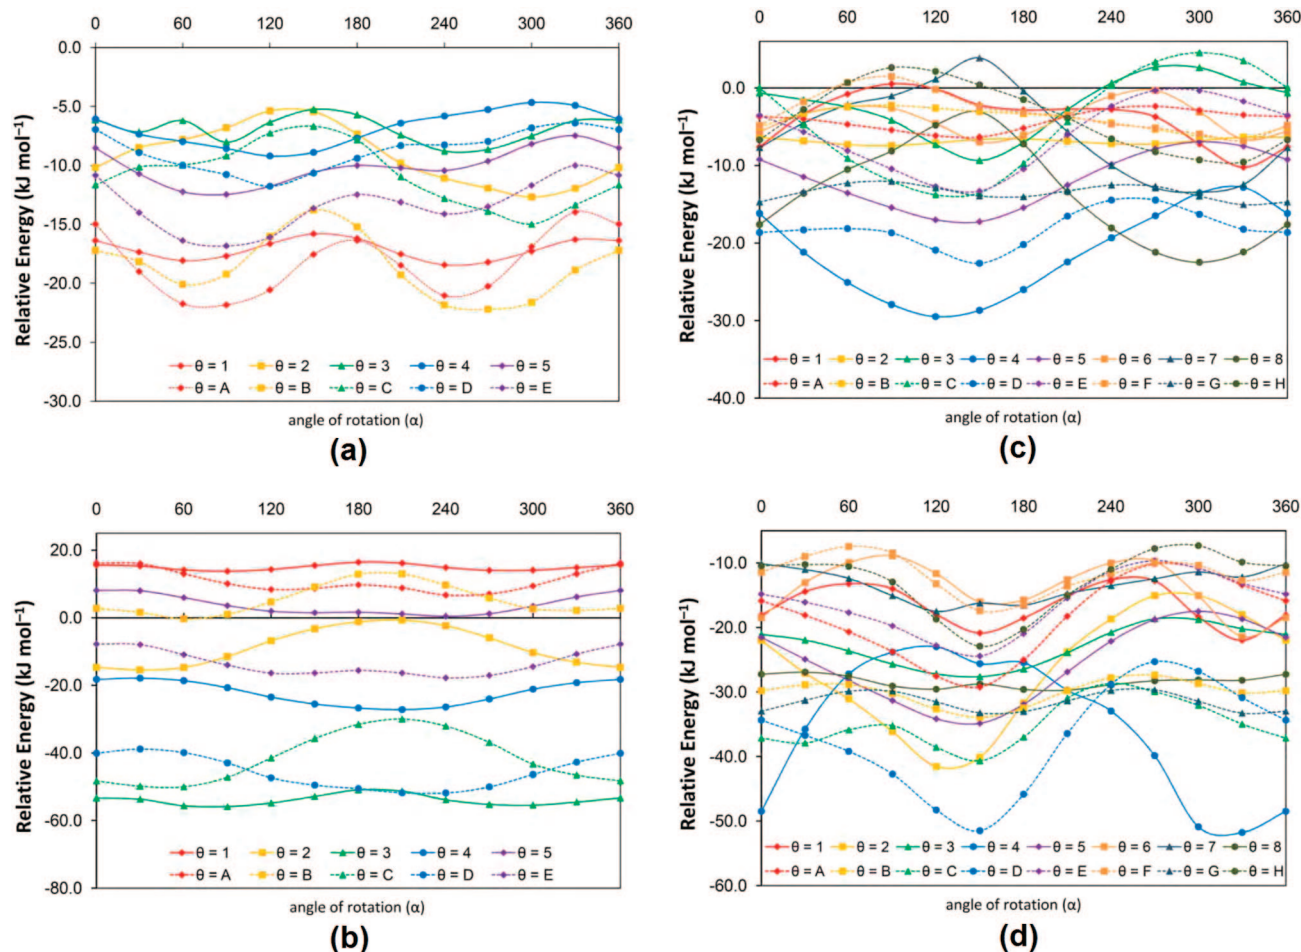 0 60 120 180 240 300 360
0.0
-5.0
-10.0
-15.0
-20.0
-25.0
-30.0
Relative Energy (kJ mol⁻¹)
θ = 1 θ = 2 θ = 3 θ = 4 θ = 5
θ = A θ = B θ = C θ = D θ = E
angle of rotation (α)
(a)
0 60 120 180 240 300 360
20.0
0.0
-20.0
-40.0
-60.0
-80.0
Relative Energy (kJ mol⁻¹)
θ = 1 θ = 2 θ = 3 θ = 4 θ = 5
θ = A θ = B θ = C θ = D θ = E
angle of rotation (α)
(b)
0 60 120 180 240 300 360
0.0
-10.0
-20.0
-30.0
-40.0
Relative Energy (kJ mol⁻¹)
θ = 1 θ = 2 θ = 3 θ = 4 θ = 5 θ = 6 θ = 7 θ = 8
θ = A θ = B θ = C θ = D θ = E θ = F θ = G θ = H
angle of rotation (α)
(c)
0 60 120 180 240 300 360
-10.0
-20.0
-30.0
-40.0
-50.0
-60.0
Relative Energy (kJ mol⁻¹)
θ = 1 θ = 2 θ = 3 θ = 4 θ = 5 θ = 6 θ = 7 θ = 8
θ = A θ = B θ = C θ = D θ = E θ = F θ = G θ = H
angle of rotation (α)
(d)